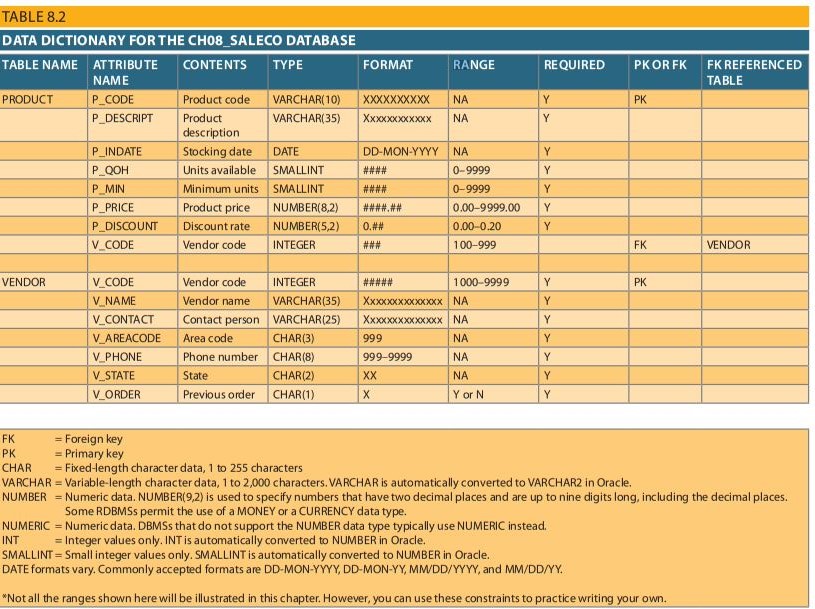 TABLE 8.2
DATA DICTIONARY FOR THE CH08_SALECO DATABASE
TABLE NAME ATTRIBUTE NAME CONTENTS TYPE FORMAT RANGE REQUIRED PK OR FK FK REFERENCED TABLE
PRODUCT P_CODE Product code VARCHAR(10) XXXXXXXXXX NA Y PK
P_DESCRIPT Product description VARCHAR(35) Xxxxxxxxxxxx NA Y
P_INDATE Stocking date DATE DD-MON-YYYY NA Y
P_QOH Units available SMALLINT #### 0–9999 Y
P_MIN Minimum units SMALLINT #### 0–9999 Y
P_PRICE Product price NUMBER(8,2) ####.## 0.00–9999.00 Y
P_DISCOUNT Discount rate NUMBER(5,2) 0.## 0.00–0.20 Y
V_CODE Vendor code INTEGER ### 100–999 FK VENDOR
VENDOR V_CODE Vendor code INTEGER ##### 1000–9999 Y PK
V_NAME Vendor name VARCHAR(35) Xxxxxxxxxxxxxx NA Y
V_CONTACT Contact person VARCHAR(25) Xxxxxxxxxxxxxx NA Y
V_AREACODE Area code CHAR(3) 999 NA Y
V_PHONE Phone number CHAR(8) 999–9999 NA Y
V_STATE State CHAR(2) XX NA Y
V_ORDER Previous order CHAR(1) X Y or N Y
FK = Foreign key
PK = Primary key
CHAR = Fixed-length character data, 1 to 255 characters
VARCHAR = Variable-length character data, 1 to 2,000 characters. VARCHAR is automatically converted to VARCHAR2 in Oracle.
NUMBER = Numeric data. NUMBER(9,2) is used to specify numbers that have two decimal places and are up to nine digits long, including the decimal places.
Some RDBMSs permit the use of a MONEY or a CURRENCY data type.
NUMERIC = Numeric data. DBMSs that do not support the NUMBER data type typically use NUMERIC instead.
INT = Integer values only. INT is automatically converted to NUMBER in Oracle.
SMALLINT = Small integer values only. SMALLINT is automatically converted to NUMBER in Oracle.
DATE formats vary. Commonly accepted formats are DD-MON-YYYY, DD-MON-YY, MM/DD/YYYY, and MM/DD/YY.
*Not all the ranges shown here will be illustrated in this chapter. However, you can use these constraints to practice writing your own.